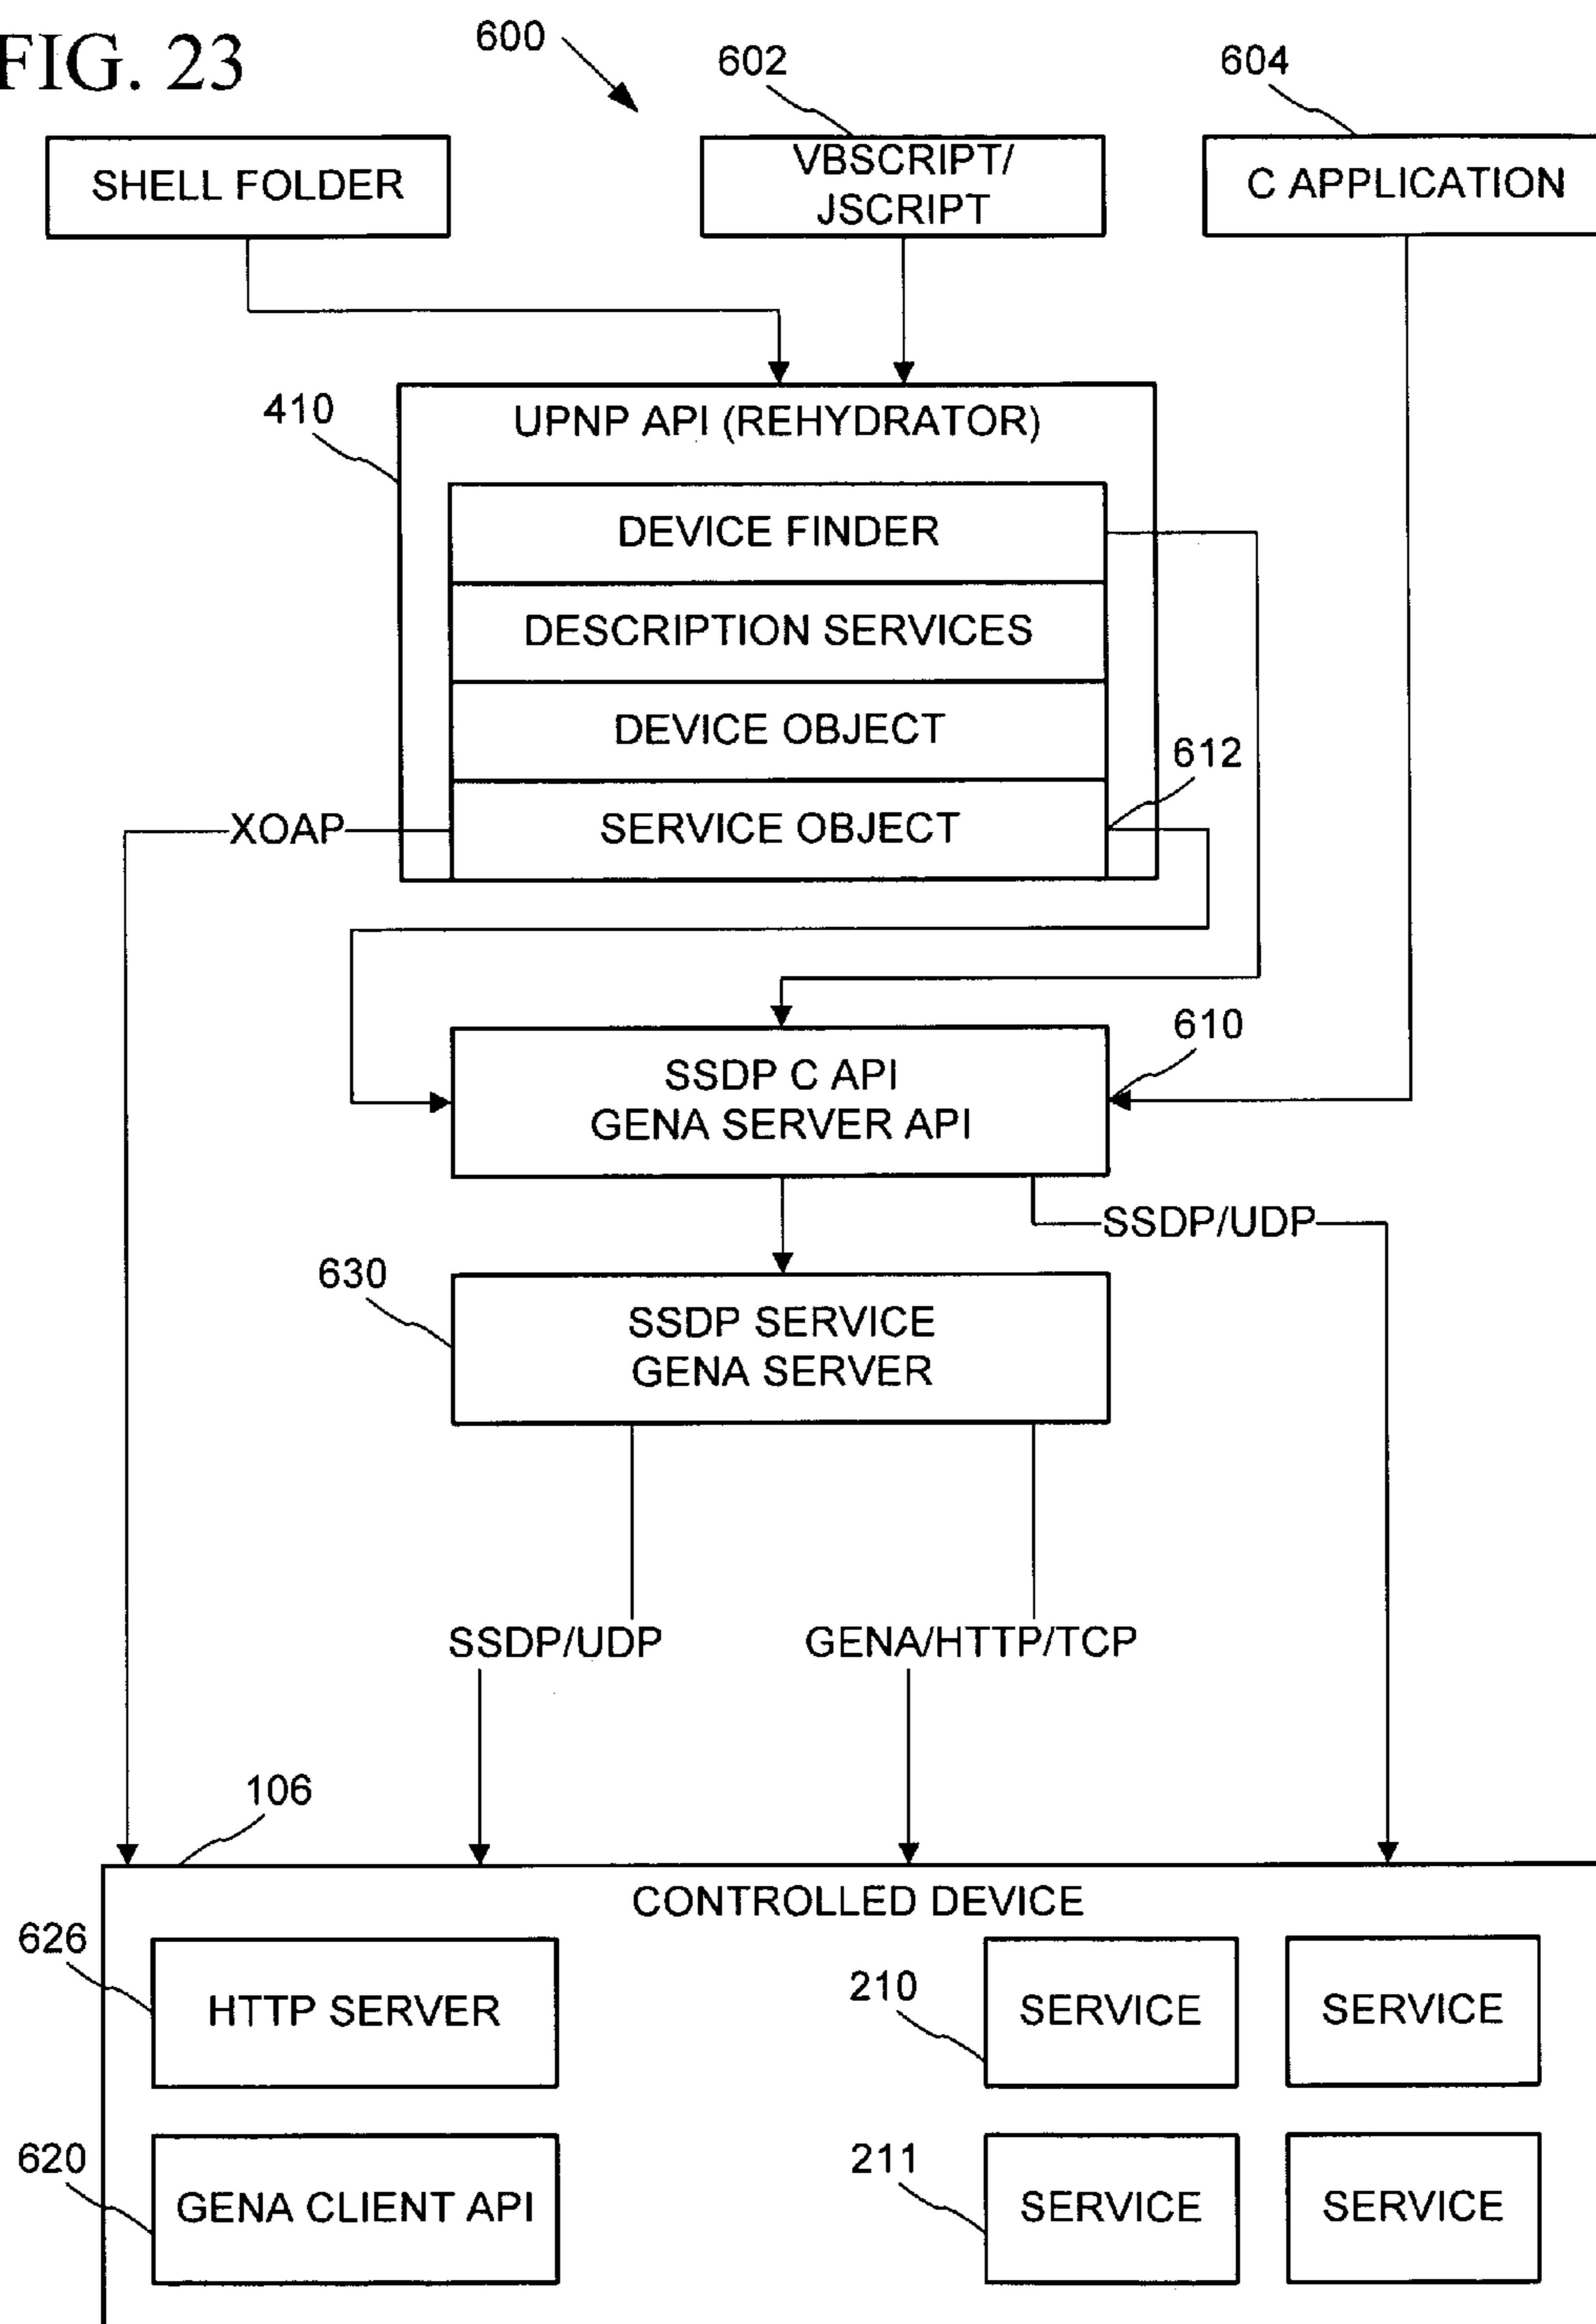 FIG. 23
600
602
604
SHELL FOLDER
VBSCRIPT/
JSCRIPT
C APPLICATION
410
UPNP API (REHYDRATOR)
DEVICE FINDER
DESCRIPTION SERVICES
DEVICE OBJECT
612
XOAP
SERVICE OBJECT
610
SSDP C API
GENA SERVER API
SSDP/UDP
630
SSDP SERVICE
GENA SERVER
SSDP/UDP
GENA/HTTP/TCP
106
CONTROLLED DEVICE
626
HTTP SERVER
210
SERVICE
SERVICE
620
GENA CLIENT API
211
SERVICE
SERVICE